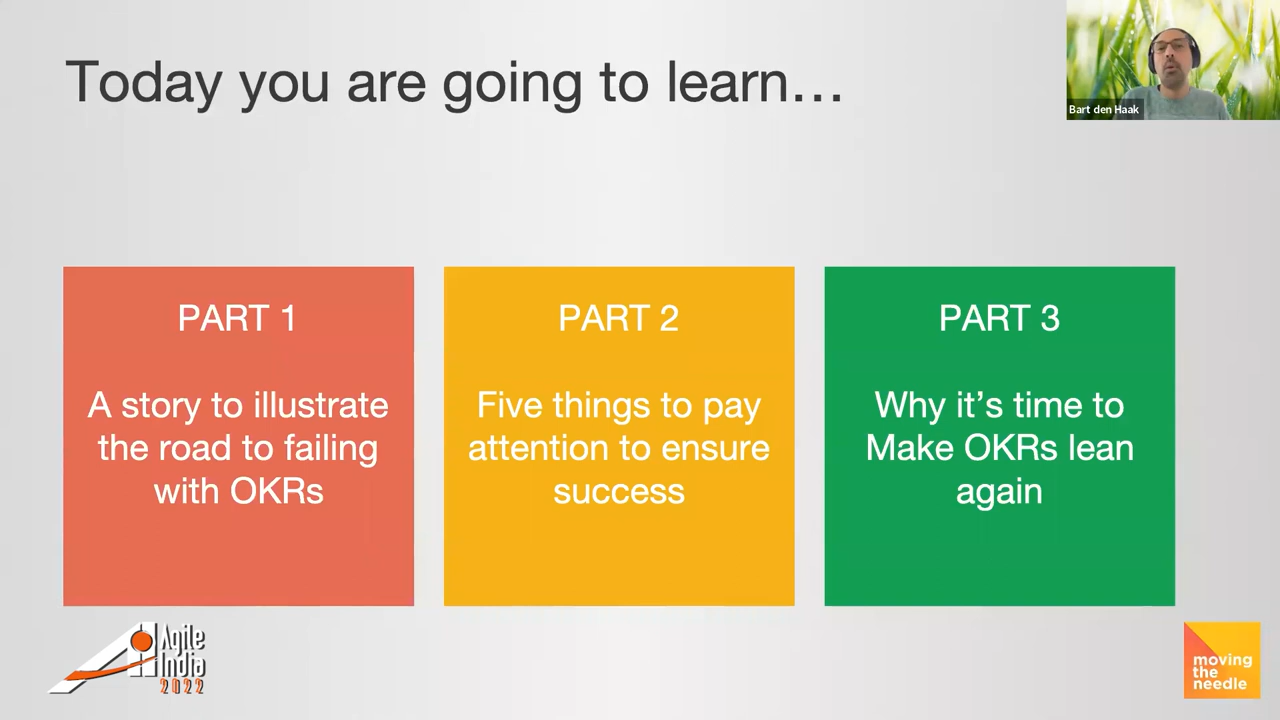 Today you are going to learn…
Bart den Haak
PART 1
A story to illustrate
the road to failing
with OKRs
PART 2
Five things to pay
attention to ensure
success
PART 3
Why it’s time to
Make OKRs lean
again
Agile
India
2022
moving
the
needle